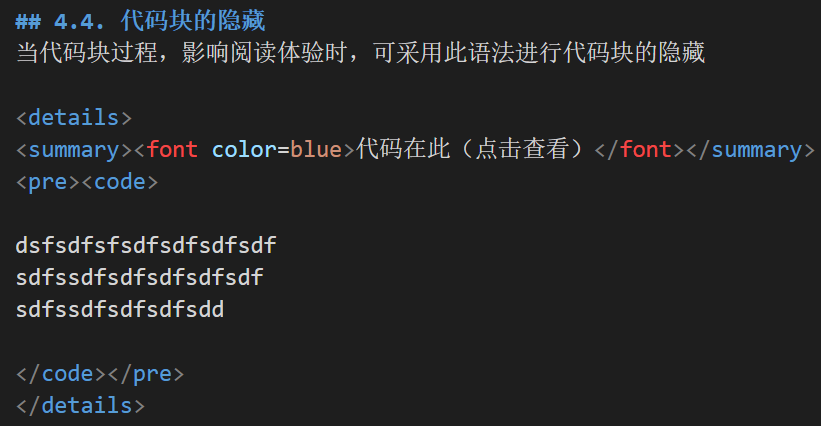 ## 4.4. 代码块的隐藏
当代码块过程，影响阅读体验时，可采用此语法进行代码块的隐藏
<details>
<summary><font color=blue>代码在此（点击查看）</font></summary>
<pre><code>
dsfsdfsfsdfsdfsdfsdf
sdfssdfsdfsdfsdfsdf
sdfssdfsdfsdfsdd
</code></pre>
</details>